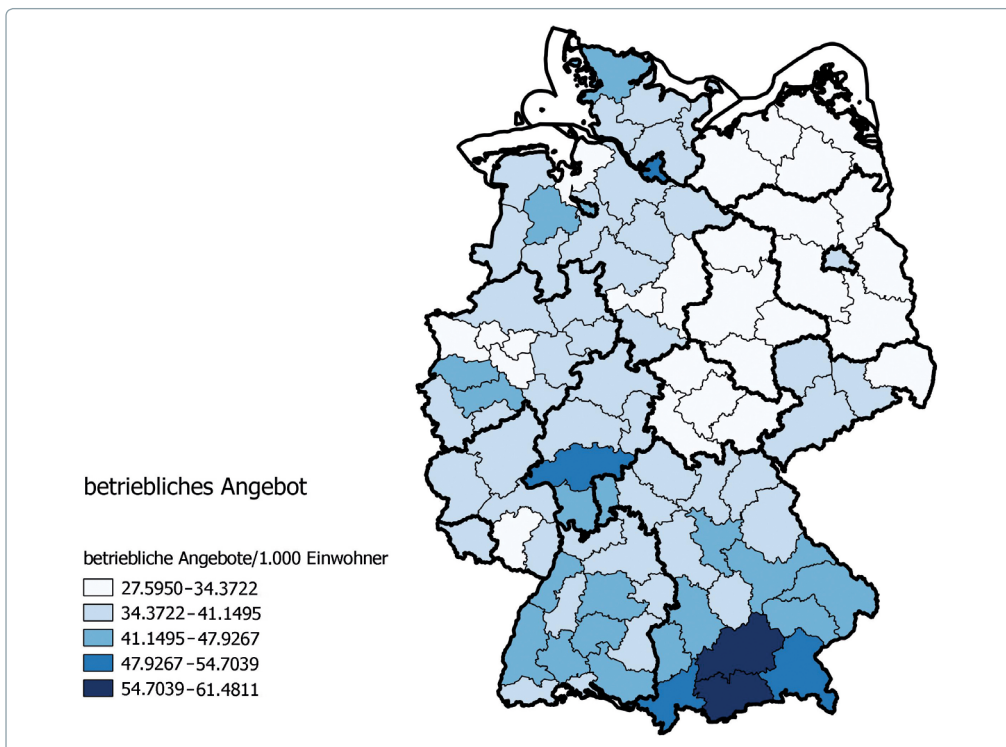 betriebliches Angebot
betriebliche Angebote/1.000 Einwohner
27.5950–34.3722
34.3722–41.1495
41.1495–47.9267
47.9267–54.7039
54.7039–61.4811